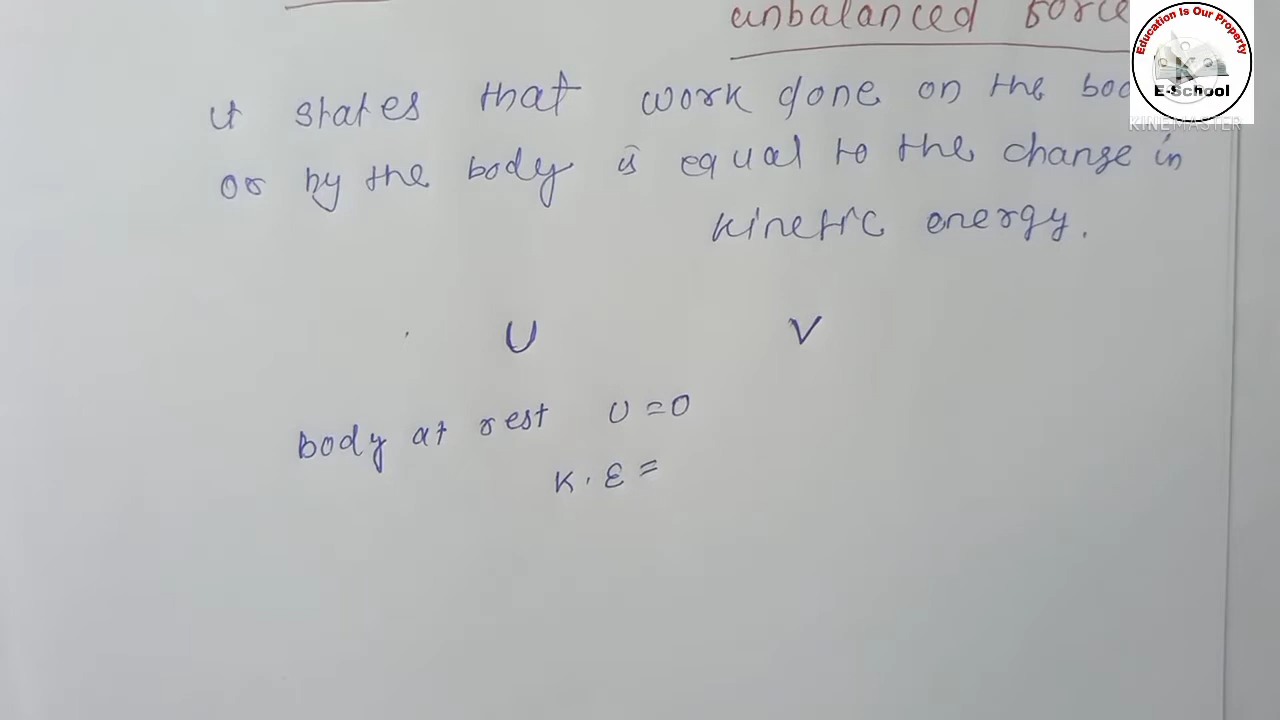 unbalanced force
It states that work done on the bod
or by the body is equal to the change in
kinetic energy.
U V
body at rest U = 0
K.E =
Education Is Our Property
E-School
KINEMASTER